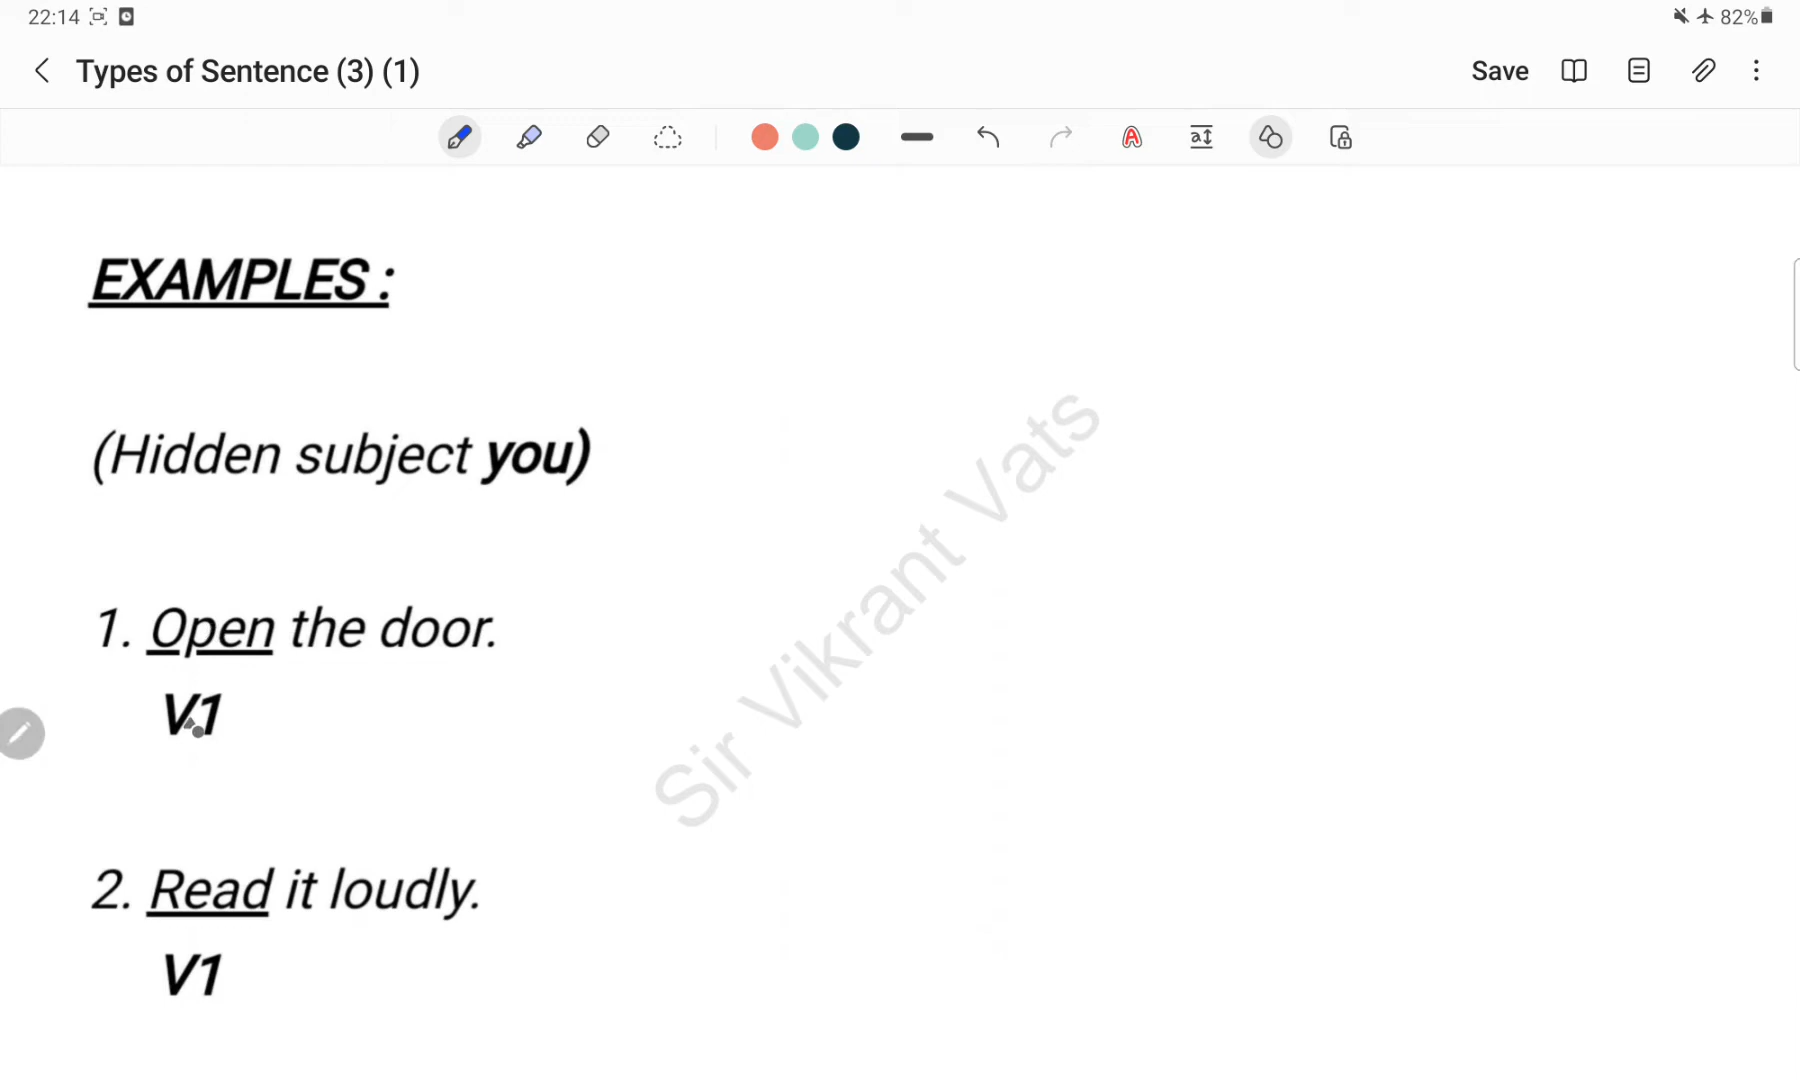 22:14 82%
Types of Sentence (3) (1) Save
A a
EXAMPLES :
(Hidden subject you)
1. Open the door.
V1
2. Read it loudly.
V1
Sir Vikrant Vats